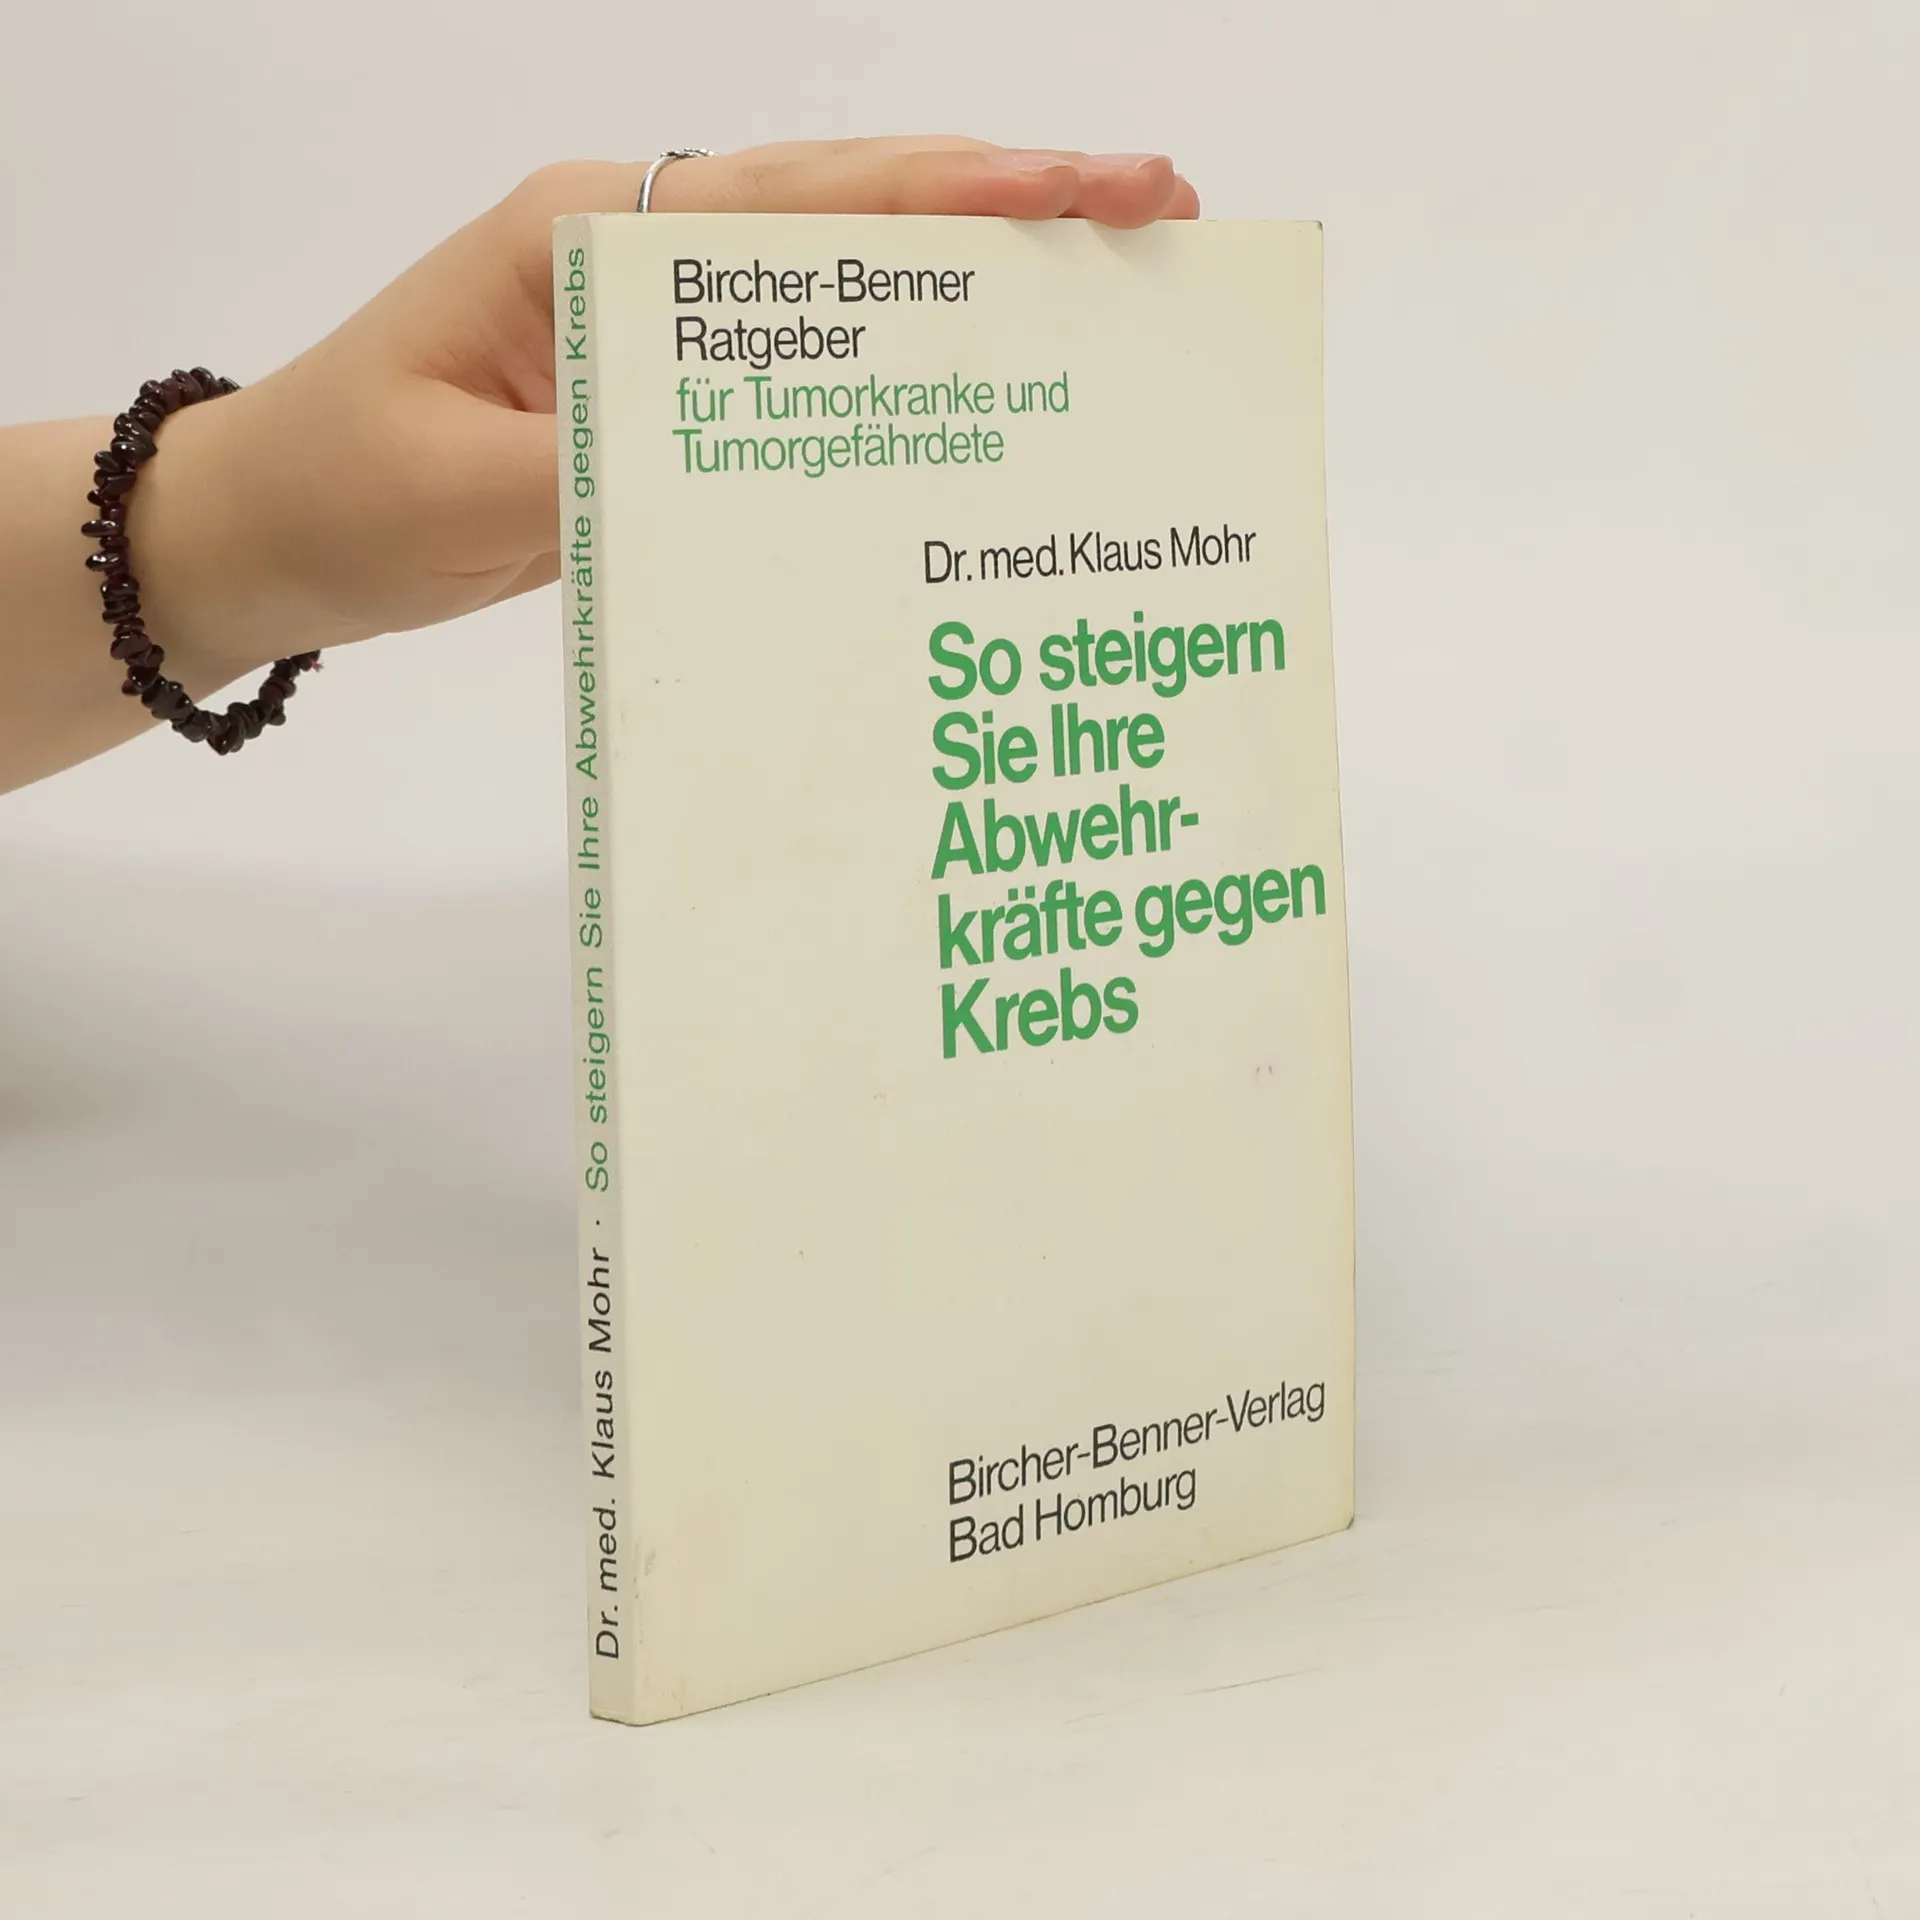 Bircher-Benner
Ratgeber
für Tumorkranke und
Tumorgefährdete
Dr. med. Klaus Mohr
So steigern
Sie Ihre
Abwehr-
kräfte gegen
Krebs
Bircher-Benner-Verlag
Bad Homburg
Dr. med. Klaus Mohr · So steigern Sie Ihre Abwehrkräfte gegen Krebs